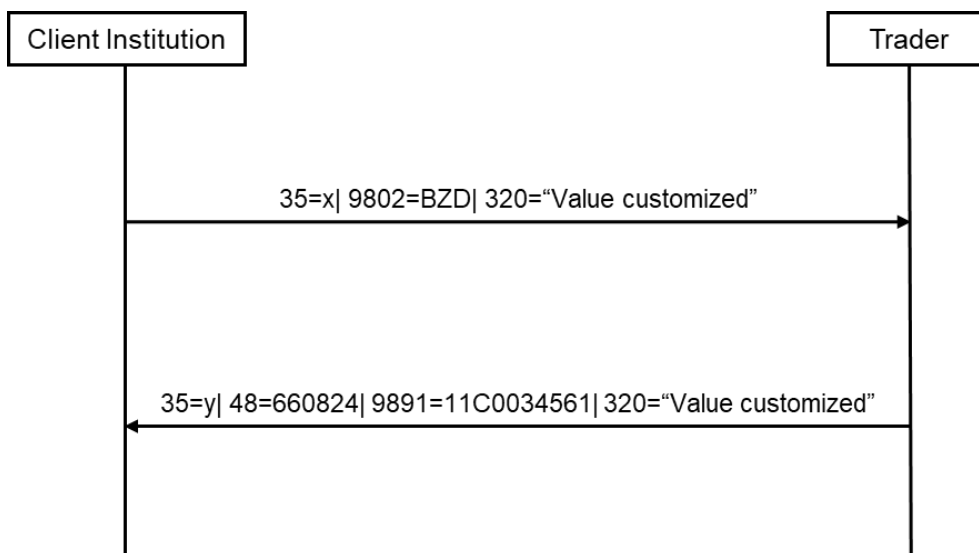 Client Institution
Trader
35=x| 9802=BZD| 320=“Value customized”
35=y| 48=660824| 9891=11C0034561| 320=“Value customized”